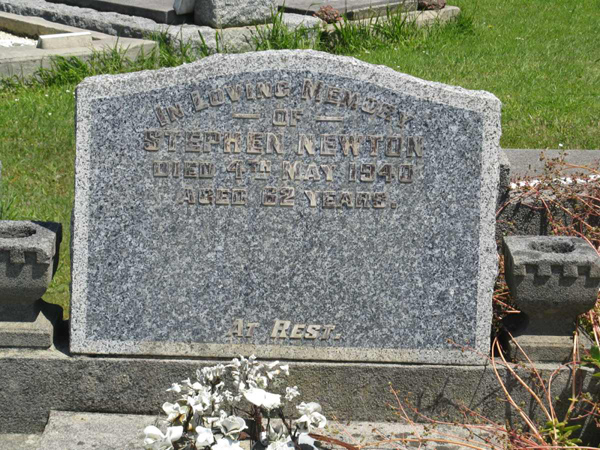 In Loving Memory
— OF —
STEPHEN NEWTON
DIED 4TH MAY 1940
AGED 62 YEARS.
AT REST.